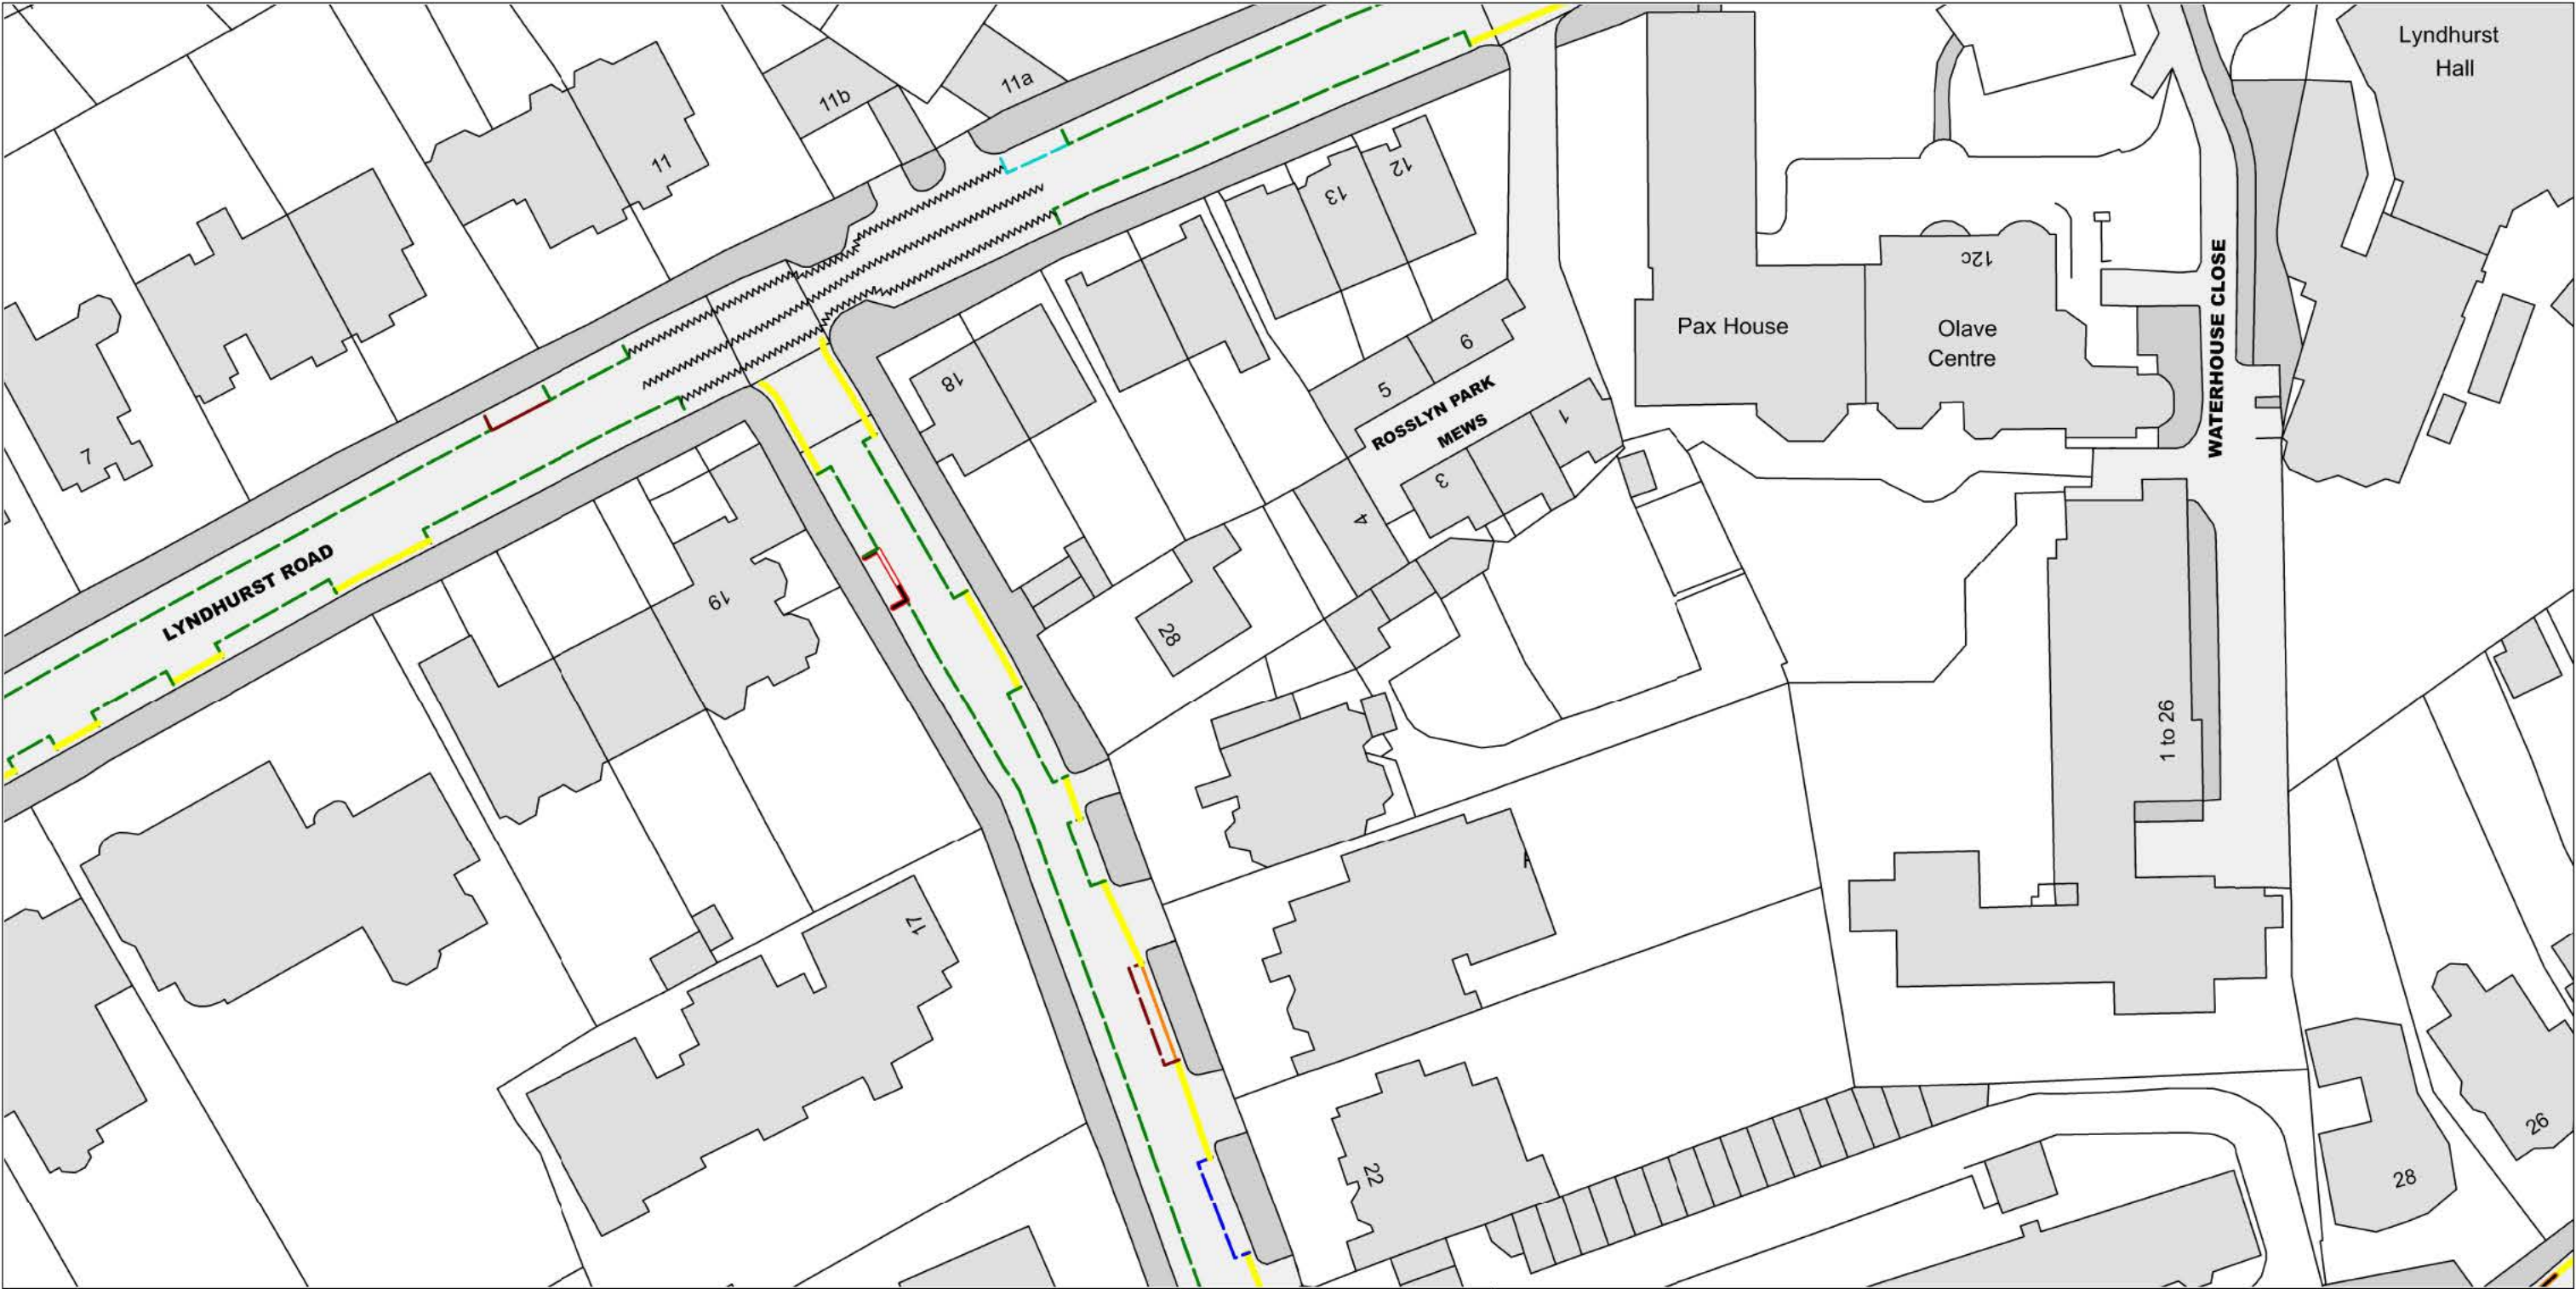 Lyndhurst
Hall
11a
11b
11
12
13
12c
Pax House
Olave
Centre
WATERHOUSE CLOSE
18
6
5
ROSSLYN PARK
MEWS
1
3
4
7
LYNDHURST ROAD
19
28
1 to 26
17
22
26
28